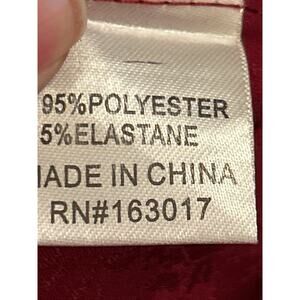 95%POLYESTER
5%ELASTANE
MADE IN CHINA
RN#163017